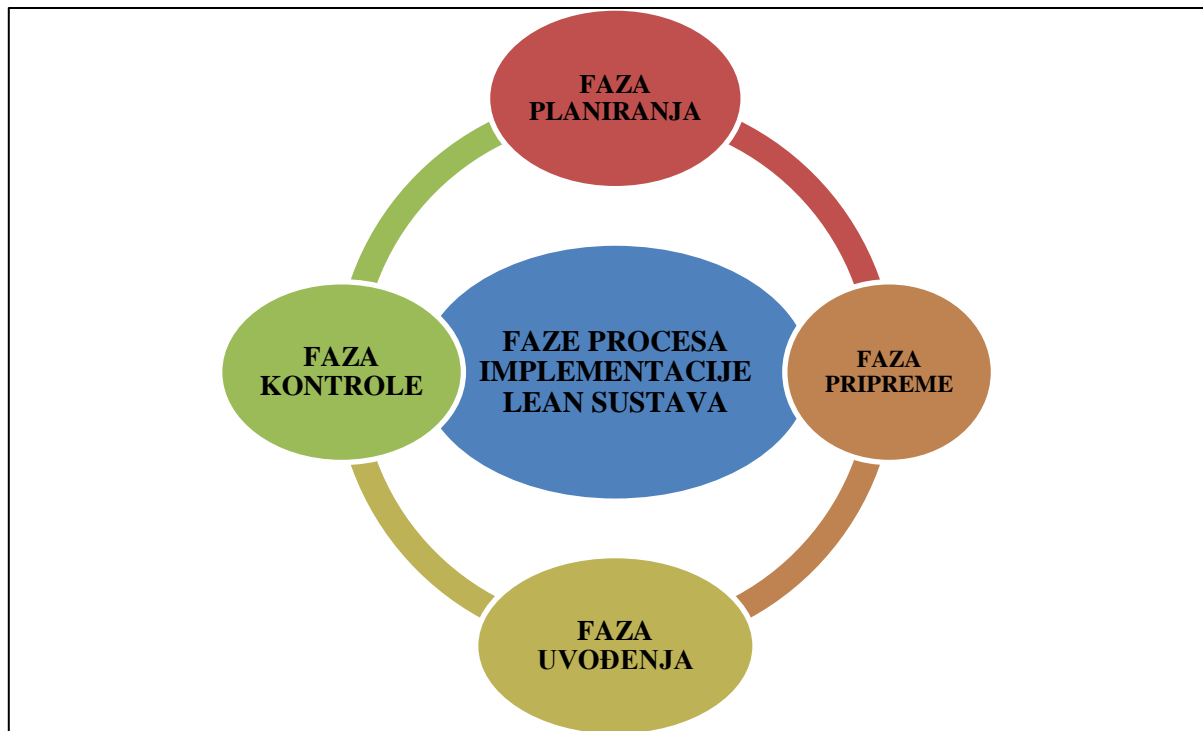 FAZA
PLANIRANJA
FAZE PROCESA
IMPLEMENTACIJE
LEAN SUSTAVA
FAZA
KONTROLE
FAZA
PRIPREME
FAZA
UVOĐENJA